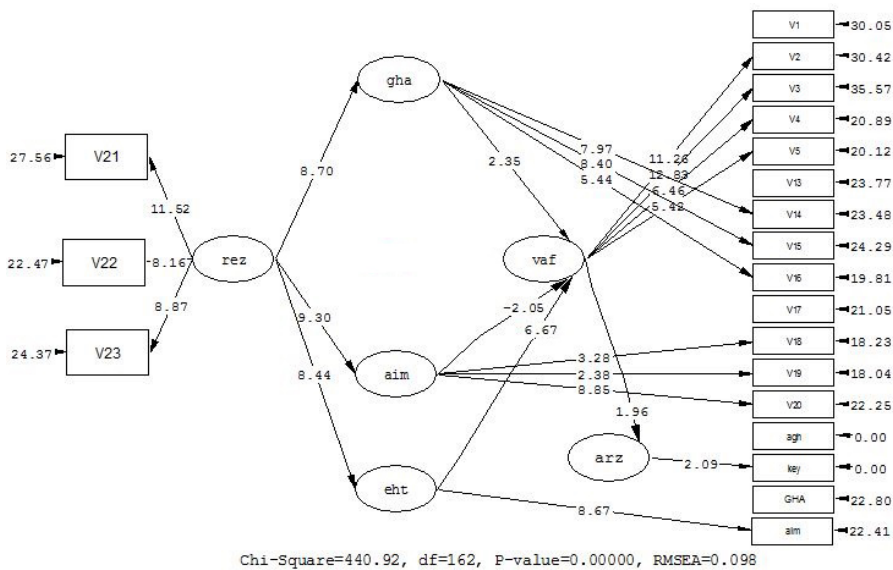 V1 30.05
V2 30.42
gha
V3 35.57
V4 20.89
7.97
11.26
V21
27.56
8.40
12.83
V5 20.12
2.35
5.44
6.46
8.70
5.42
V13 23.77
11.52
V14 23.48
V15 24.29
22.47 V22 -8.16 rez
vaf
V16 19.81
8.87
9.30
-2.05
V17 21.05
6.67
24.37 V23
3.28
V18 18.23
8.44
aim
2.38
V19 18.04
8.85
V20 22.25
1.96
agh 0.00
arz
2.09
key 0.00
eht
GHA 22.80
8.67
aim 22.41
Chi-Square=440.92, df=162, P-value=0.00000, RMSEA=0.098